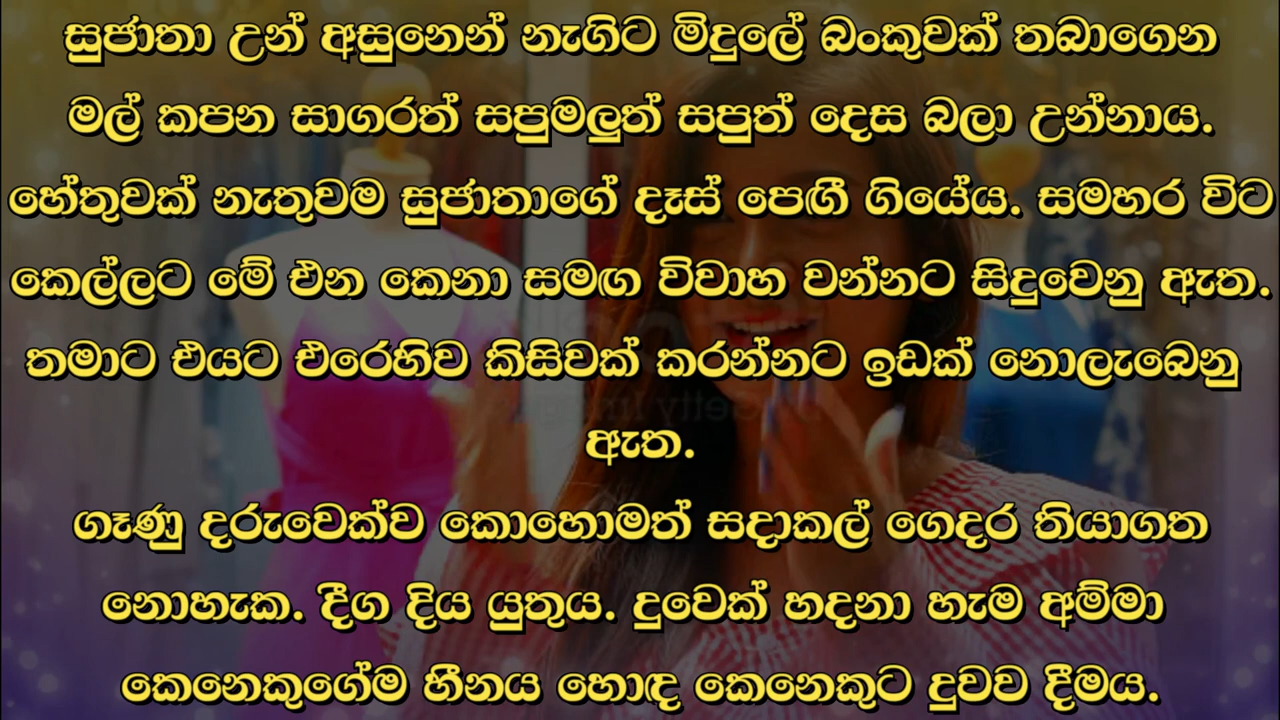 සුජාතා උන් අසුනෙන් නැගිට මිදුලේ බංකුවක් තබාගෙන
මල් කපන සාගරත් සපුමලුත් සපුත් දෙස බලා උන්නාය.
හේතුවක් නැතුවම සුජාතාගේ දෑස් පෙඟී ගියේය. සමහර විට
කෙල්ලට මේ එන කෙනා සමඟ විවාහ වන්නට සිදුවෙනු ඇත.
තමාට එයට එරෙහිව කිසිවක් කරන්නට ඉඩක් නොලැබෙනු
ඇත.
ගෑණු දරුවෙක්ව කොහොමත් සදාකල් ගෙදර තියාගත
නොහැක. දීග දිය යුතුය. දුවෙක් හදනා හැම අම්මා
කෙනෙකුගේම හීනය හොඳ කෙනෙකුට දුවව දීමය.